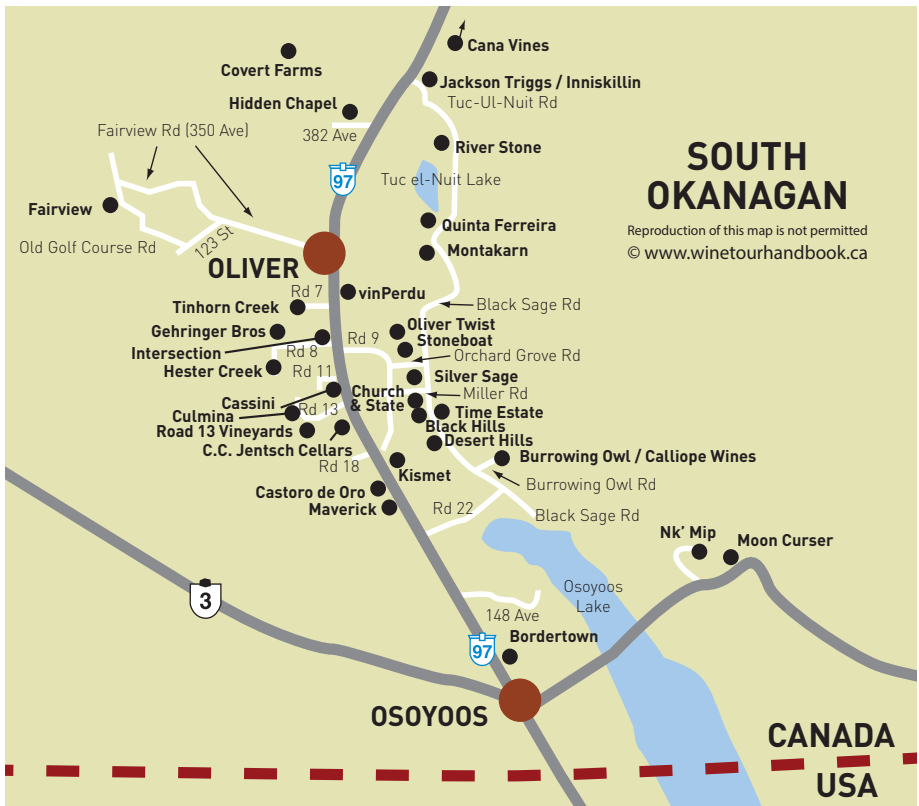 Cana Vines
Covert Farms
Jackson Triggs / Inniskillin
Tuc-Ul-Nuit Rd
Hidden Chapel
382 Ave
Fairview Rd (350 Ave)
River Stone
SOUTH
OKANAGAN
Reproduction of this map is not permitted
© www.winetourhandbook.ca
97
Tuc el-Nuit Lake
Fairview
Quinta Ferreira
Old Golf Course Rd
123 St
Montakarn
OLIVER
Rd 7
vinPerdu
Tinhorn Creek
Black Sage Rd
Gehringer Bros
Oliver Twist
Rd 9
Stoneboat
Intersection
Rd 8
Orchard Grove Rd
Hester Creek
Rd 11
Silver Sage
Church
& State
Miller Rd
Cassini
Rd 13
Culmina
Time Estate
Road 13 Vineyards
Black Hills
Desert Hills
C.C. Jentsch Cellars
Burrowing Owl / Calliope Wines
Rd 18
Kismet
Burrowing Owl Rd
Castoro de Oro
Maverick
Rd 22
Black Sage Rd
Nk' Mip
Moon Curser
3
Osoyoos
Lake
148 Ave
Bordertown
97
OSOYOOS
CANADA
USA